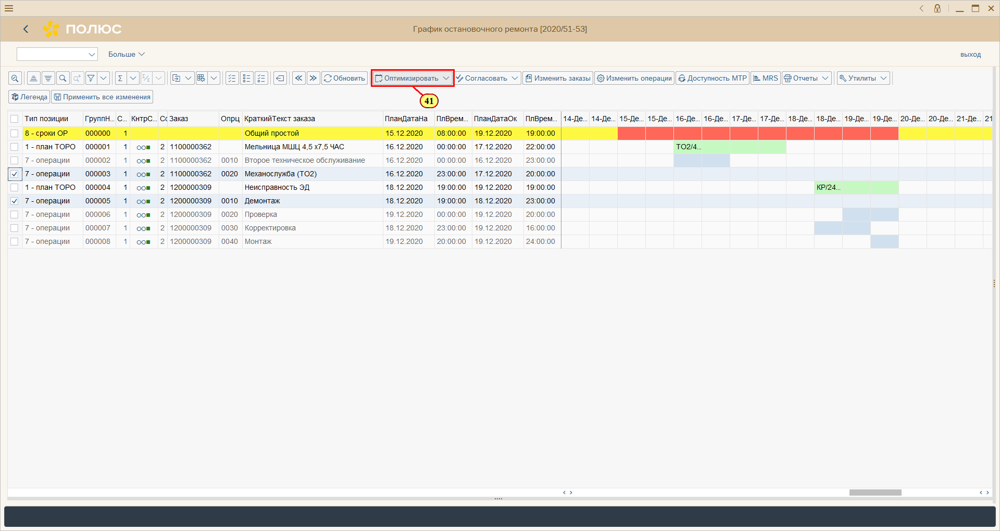 ПОЛЮС
График остановочного ремонта [2020/51-53]
Больше
выход
Обновить Оптимизировать Согласовать Изменить заказы Изменить операции Доступность МТР MRS Отчеты Утилиты
Легенда Применить все изменения
41
Тип позиции ГруппН... С... КнтрС... Сс Заказ Опрц КраткийТекст заказа ПланДатаНа ПлВрем... ПланДатаОк ПлВрем... 14-Де... 14-Де... 15-Де... 15-Де... 16-Де... 16-Де... 17-Де... 17-Де... 18-Де... 18-Де... 19-Де... 19-Де... 20-Де... 20-Де... 21-Де... 21
8 - сроки ОР 000000 1 Общий простой 15.12.2020 08:00:00 19.12.2020 19:00:00
1 - план ТОРО 000001 1 2 1100000362 Мельница МШЦ 4,5 х7,5 ЧАС 16.12.2020 00:00:00 17.12.2020 22:00:00 ТО2/4...
7 - операции 000002 1 2 1100000362 0010 Второе техническое обслуживание 16.12.2020 00:00:00 16.12.2020 23:00:00
7 - операции 000003 1 2 1100000362 0020 Механослужба (ТО2) 16.12.2020 23:00:00 17.12.2020 20:00:00
1 - план ТОРО 000004 1 2 1200000309 Неисправность ЭД 18.12.2020 19:00:00 19.12.2020 19:00:00 КР/24...
7 - операции 000005 1 2 1200000309 0010 Демонтаж 18.12.2020 19:00:00 18.12.2020 23:00:00
7 - операции 000006 1 2 1200000309 0020 Проверка 19.12.2020 00:00:00 19.12.2020 20:00:00
7 - операции 000007 1 2 1200000309 0030 Корректировка 18.12.2020 23:00:00 19.12.2020 16:00:00
7 - операции 000008 1 2 1200000309 0040 Монтаж 19.12.2020 20:00:00 19.12.2020 24:00:00